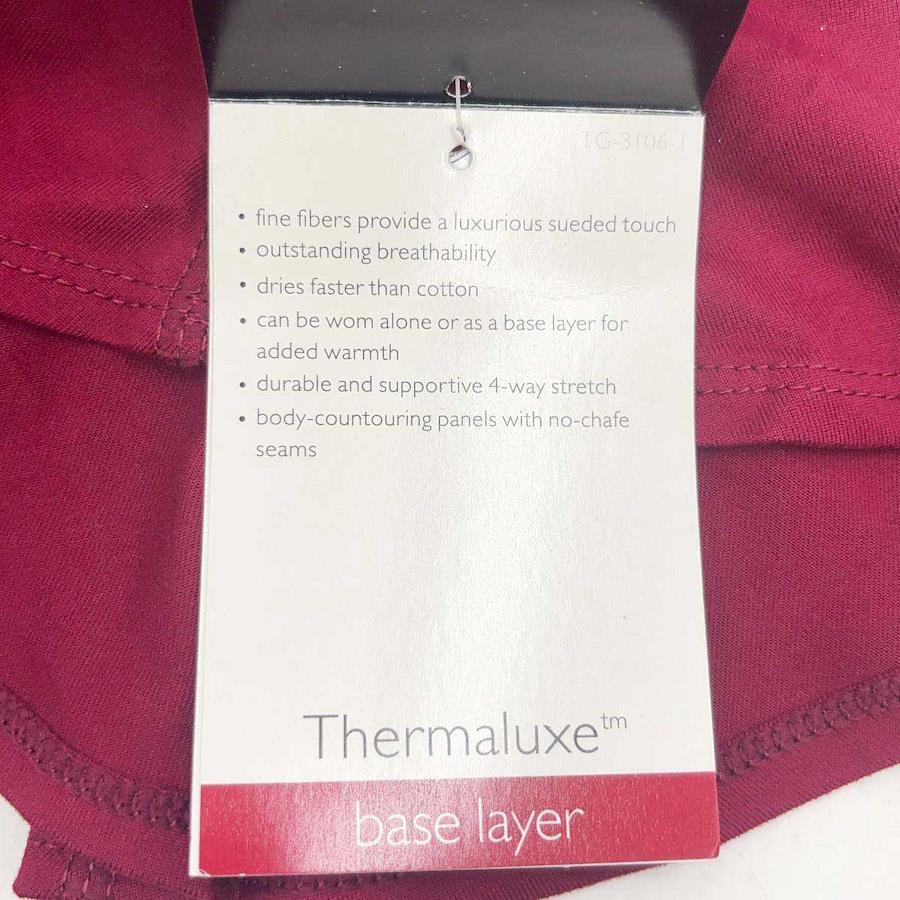 TG-3106-1
• fine fibers provide a luxurious sueded touch
• outstanding breathability
• dries faster than cotton
• can be wom alone or as a base layer for
added warmth
• durable and supportive 4-way stretch
• body-countouring panels with no-chafe
seams
Thermaluxe™
base layer